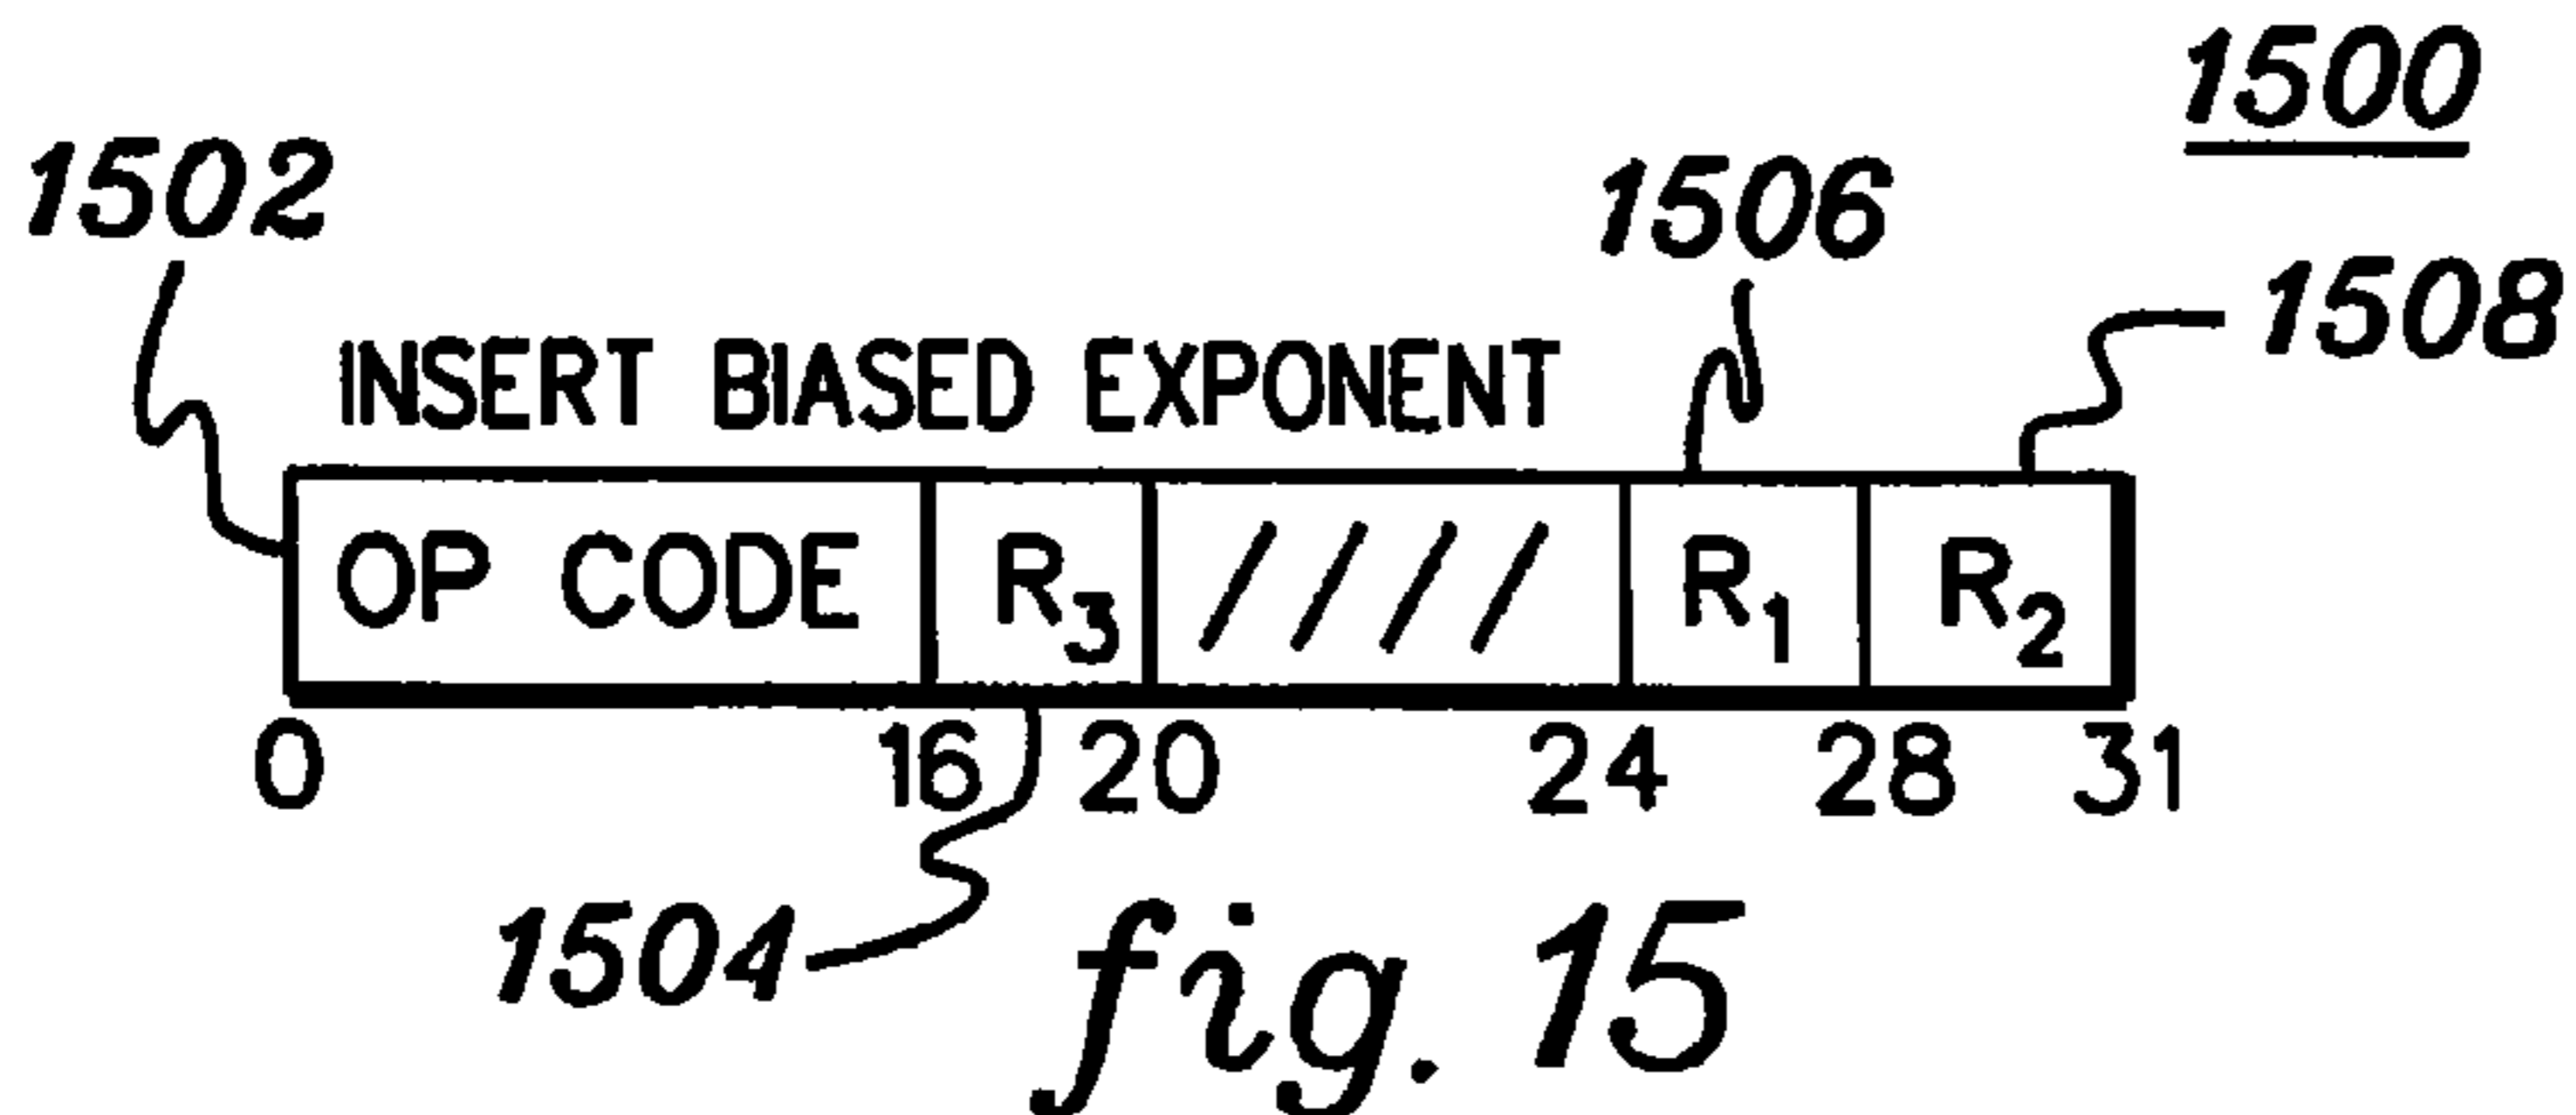 1500
1502
1506
1508
INSERT BIASED EXPONENT
OP CODE R3 //// R1 R2
0 16 20 24 28 31
1504
fig. 15